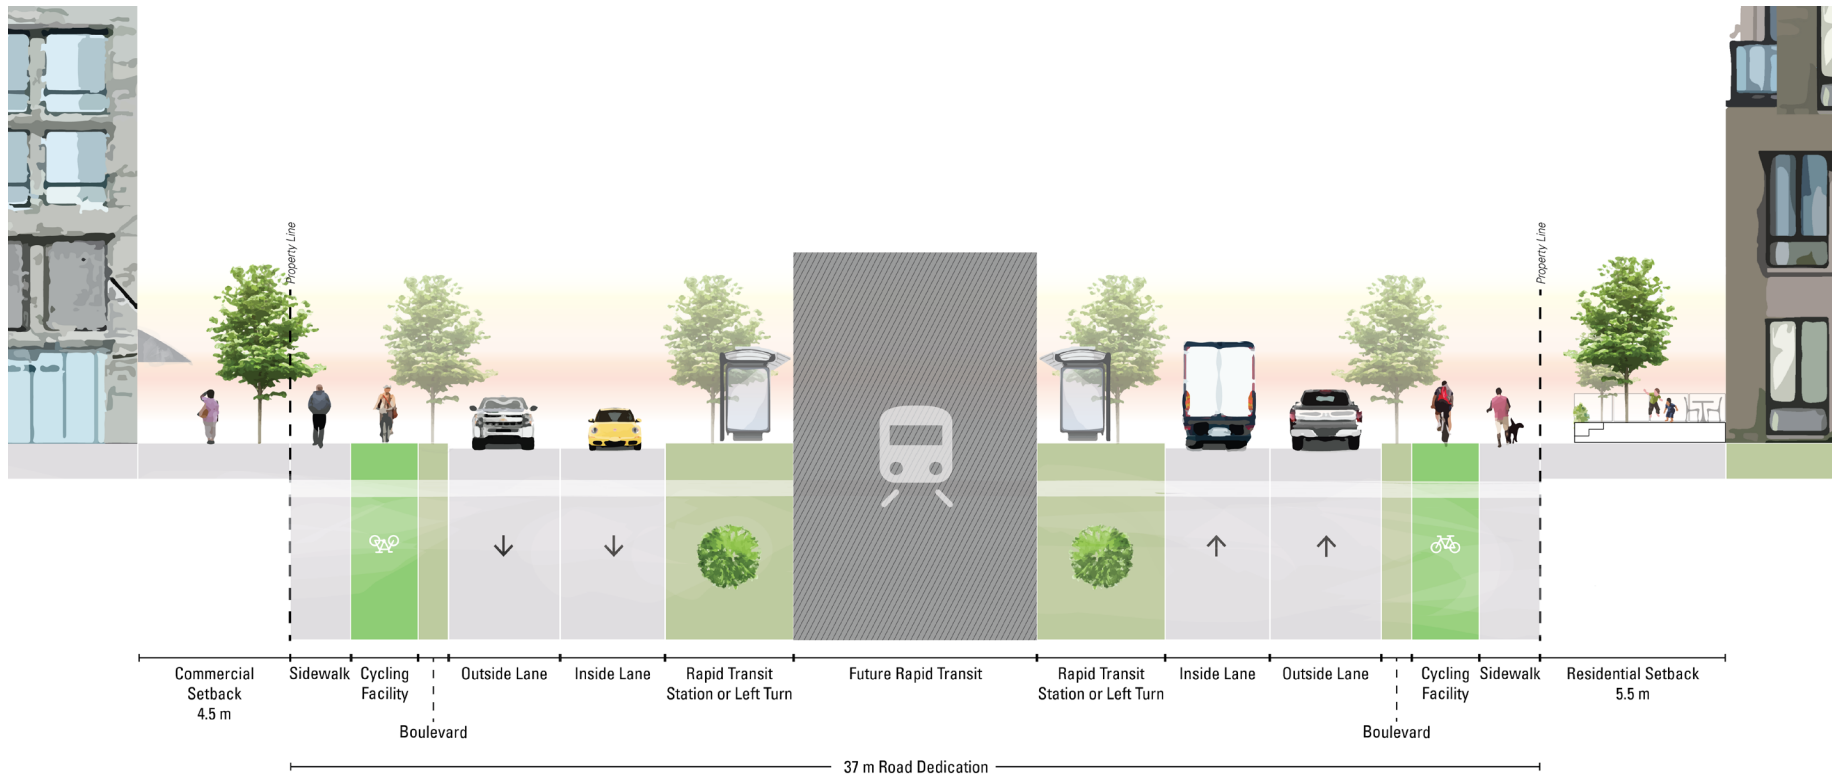 Property Line
Property Line
Commercial
Setback
4.5 m
Sidewalk
Cycling
Facility
Boulevard
Outside Lane
Inside Lane
Rapid Transit
Station or Left Turn
Future Rapid Transit
Rapid Transit
Station or Left Turn
Inside Lane
Outside Lane
Boulevard
Cycling
Facility
Sidewalk
Residential Setback
5.5 m
37 m Road Dedication